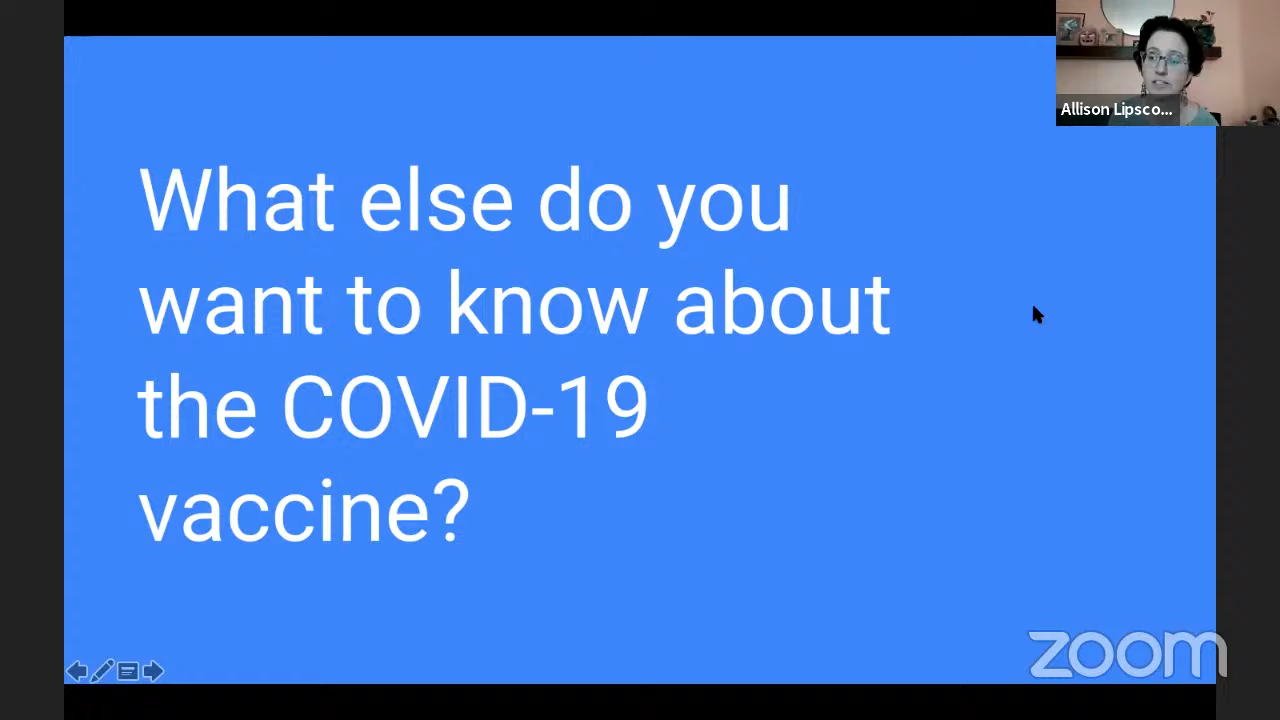 Allison Lipsco...
What else do you
want to know about
the COVID-19
vaccine?
zoom